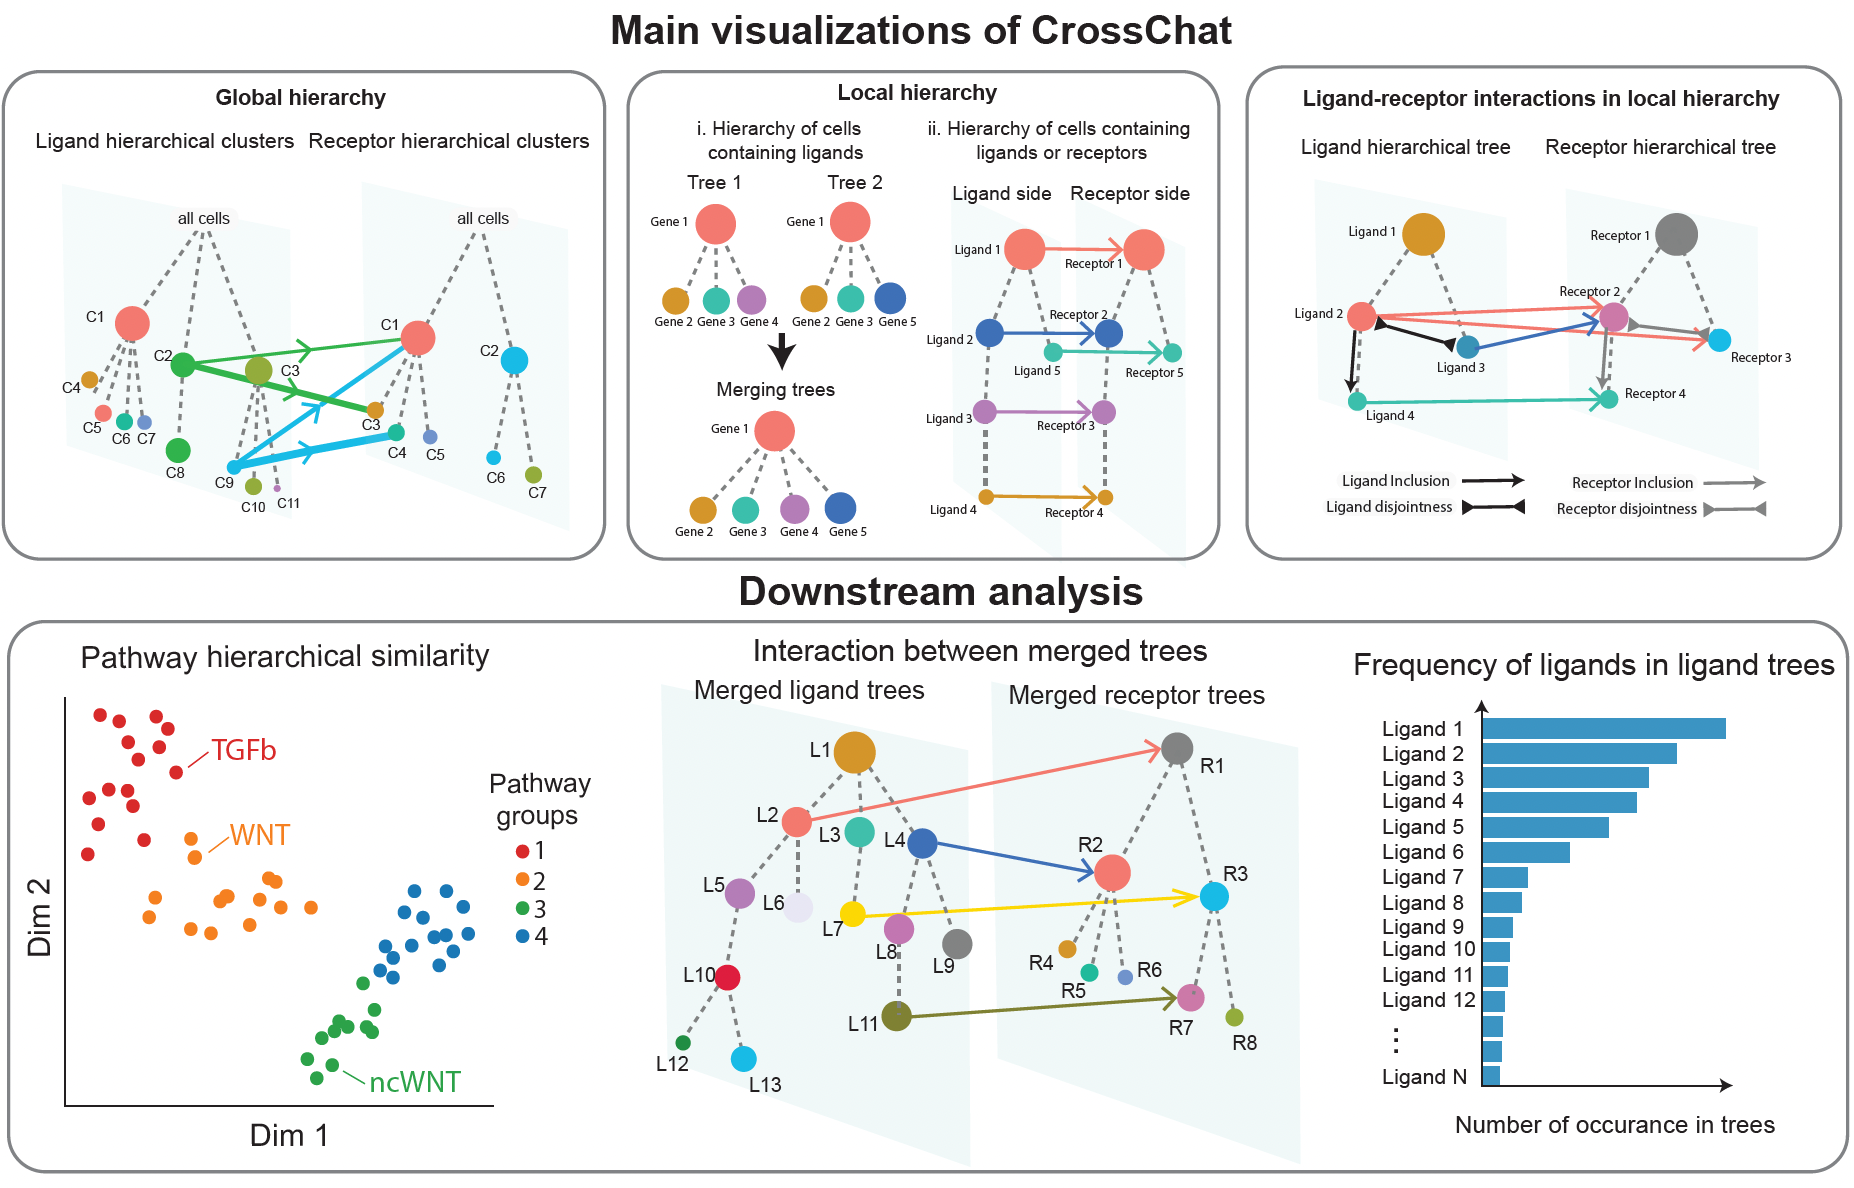 Main visualizations of CrossChat
Global hierarchy
Ligand hierarchical clusters
Receptor hierarchical clusters
all cells
C1
C2
C3
C4
C5
C6
C7
C8
C9
C10
C11
all cells
C1
C2
C3
C4
C5
C6
C7
Local hierarchy
i. Hierarchy of cells
containing ligands
Tree 1
Tree 2
Gene 1
Gene 2
Gene 3
Gene 4
Gene 1
Gene 2
Gene 3
Gene 5
Merging trees
Gene 1
Gene 2
Gene 3
Gene 4
Gene 5
ii. Hierarchy of cells containing
ligands or receptors
Ligand side
Receptor side
Ligand 1
Receptor 1
Ligand 2
Receptor 2
Ligand 5
Receptor 5
Ligand 3
Receptor 3
Ligand 4
Receptor 4
Ligand-receptor interactions in local hierarchy
Ligand hierarchical tree
Receptor hierarchical tree
Ligand 1
Receptor 1
Ligand 2
Receptor 2
Ligand 3
Receptor 3
Ligand 4
Receptor 4
Ligand Inclusion
Receptor Inclusion
Ligand disjointness
Receptor disjointness
Downstream analysis
Pathway hierarchical similarity
TGFb
WNT
ncWNT
Pathway
groups
1
2
3
4
Dim 2
Dim 1
Interaction between merged trees
Merged ligand trees
Merged receptor trees
L1
L2
L3
L4
L5
L6
L7
L8
L9
L10
L11
L12
L13
R1
R2
R3
R4
R5
R6
R7
R8
Frequency of ligands in ligand trees
Ligand 1
Ligand 2
Ligand 3
Ligand 4
Ligand 5
Ligand 6
Ligand 7
Ligand 8
Ligand 9
Ligand 10
Ligand 11
Ligand 12
⋮
Ligand N
Number of occurance in trees